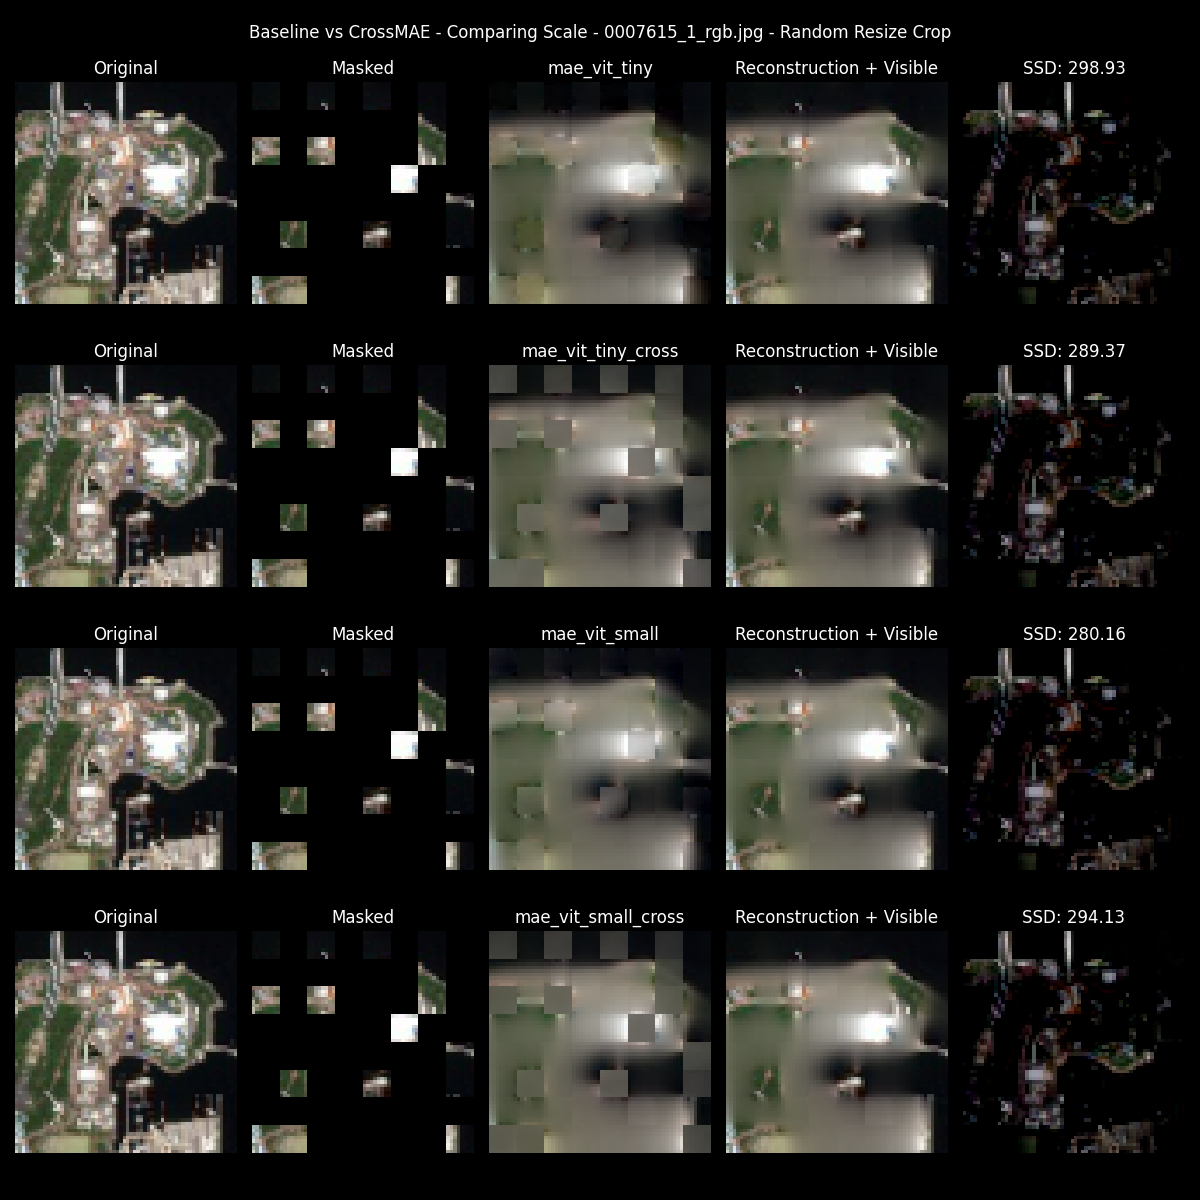 Baseline vs CrossMAE - Comparing Scale - 0007615_1_rgb.jpg - Random Resize Crop
Original Masked mae_vit_tiny Reconstruction + Visible SSD: 298.93
Original Masked mae_vit_tiny_cross Reconstruction + Visible SSD: 289.37
Original Masked mae_vit_small Reconstruction + Visible SSD: 280.16
Original Masked mae_vit_small_cross Reconstruction + Visible SSD: 294.13